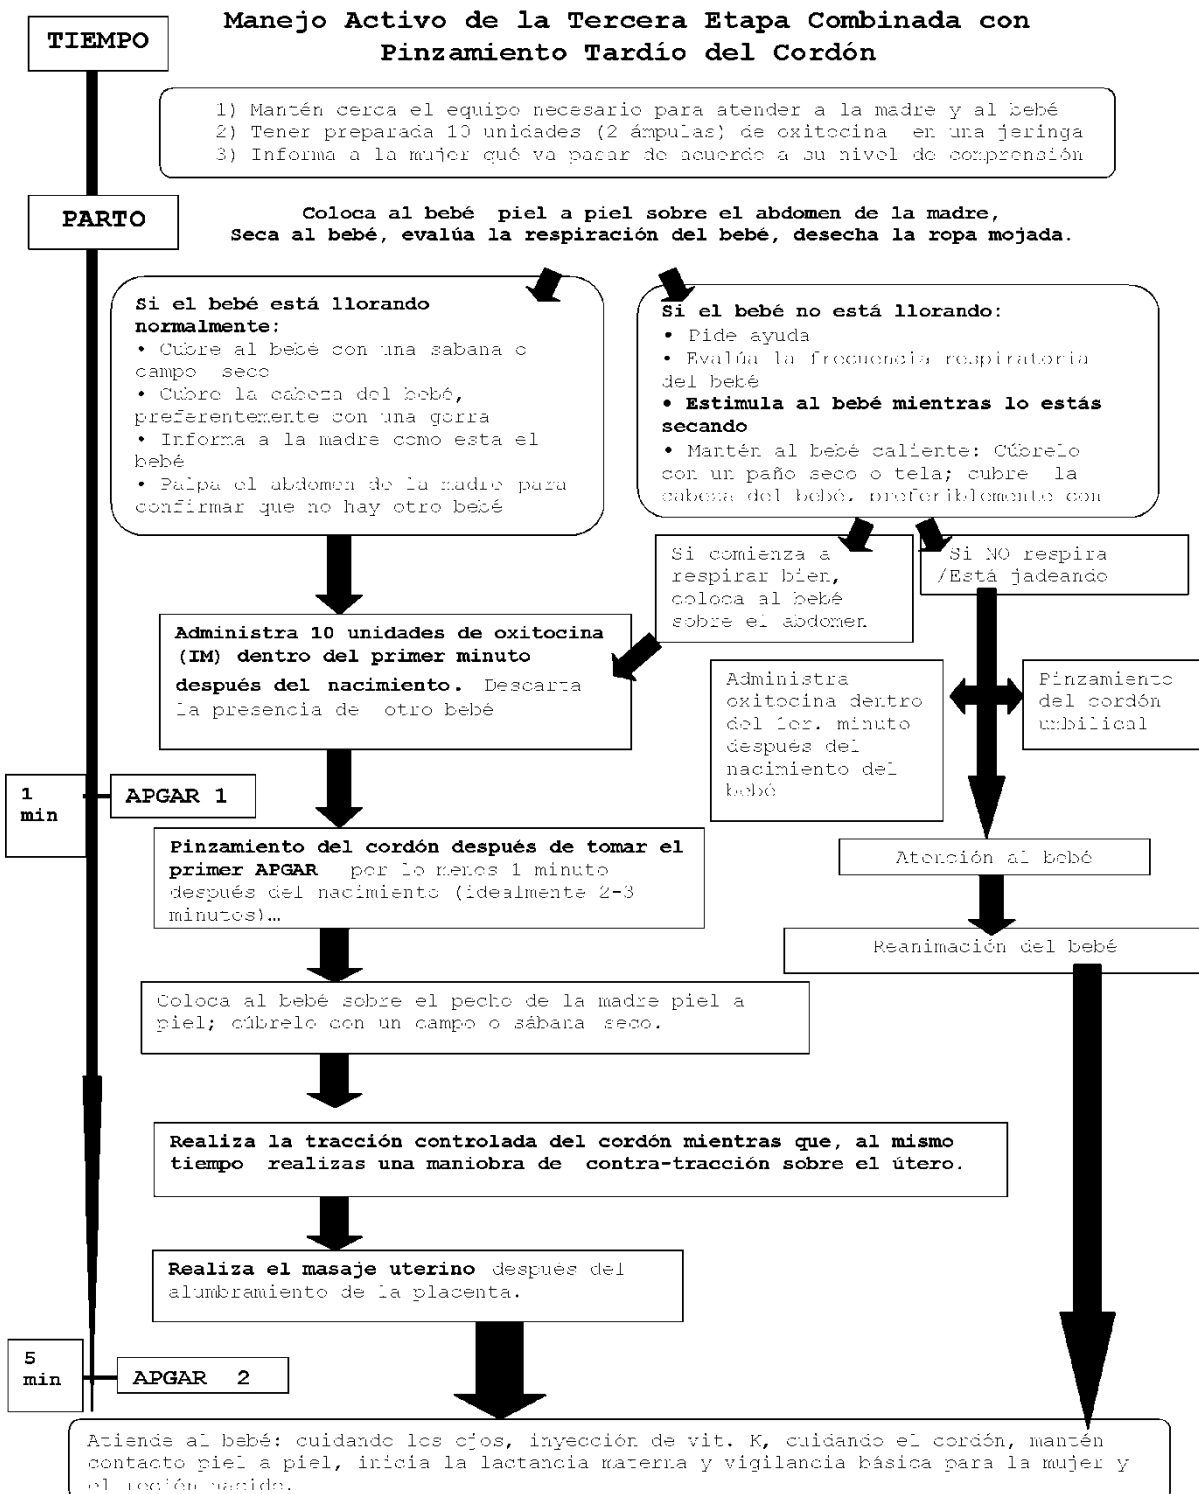 Manejo Activo de la Tercera Etapa Combinada con
Pinzamiento Tardío del Cordón
TIEMPO
1) Mantén cerca el equipo necesario para atender a la madre y al bebé
2) Tener preparada 10 unidades (2 ámpulas) de oxitocina en una jeringa
3) Informa a la mujer qué va pasar de acuerdo a su nivel de comprensión
PARTO
Coloca al bebé piel a piel sobre el abdomen de la madre,
Seca al bebé, evalúa la respiración del bebé, desecha la ropa mojada.
Si el bebé está llorando
normalmente:
• Cubre al bebé con una sabana o
campo seco
• Cubre la cabeza del bebé,
preferentemente con una gorra
• Informa a la madre como esta el
bebé
• Palpa el abdomen de la madre para
confirmar que no hay otro bebé
Si el bebé no está llorando:
• Pide ayuda
• Evalúa la frecuencia respiratoria
del bebé
• Estimula al bebé mientras lo estás
secando
• Mantén al bebé caliente: Cúbrelo
con un paño seco o tela; cubre la
cabeza del bebé, preferiblemente con
Si comienza a
respirar bien,
coloca al bebé
sobre el abdomen
Si NO respira
/Está jadeando
Administra 10 unidades de oxitocina
(IM) dentro del primer minuto
después del nacimiento. Descarta
la presencia de otro bebé
Administra
oxitocina dentro
del 1er. minuto
después del
nacimiento del
bebé
Pinzamiento
del cordón
umbilical
1
min
APGAR 1
Pinzamiento del cordón después de tomar el
primer APGAR por lo menos 1 minuto
después del nacimiento (idealmente 2-3
minutos)…
Atención al bebé
Reanimación del bebé
Coloca al bebé sobre el pecho de la madre piel a
piel; cúbrelo con un campo o sábana seco.
Realiza la tracción controlada del cordón mientras que, al mismo
tiempo realizas una maniobra de contra-tracción sobre el útero.
Realiza el masaje uterino después del
alumbramiento de la placenta.
5
min
APGAR 2
Atiende al bebé: cuidando los ojos, inyección de vit. K, cuidando el cordón, mantén
contacto piel a piel, inicia la lactancia materna y vigilancia básica para la mujer y
el recién nacido.